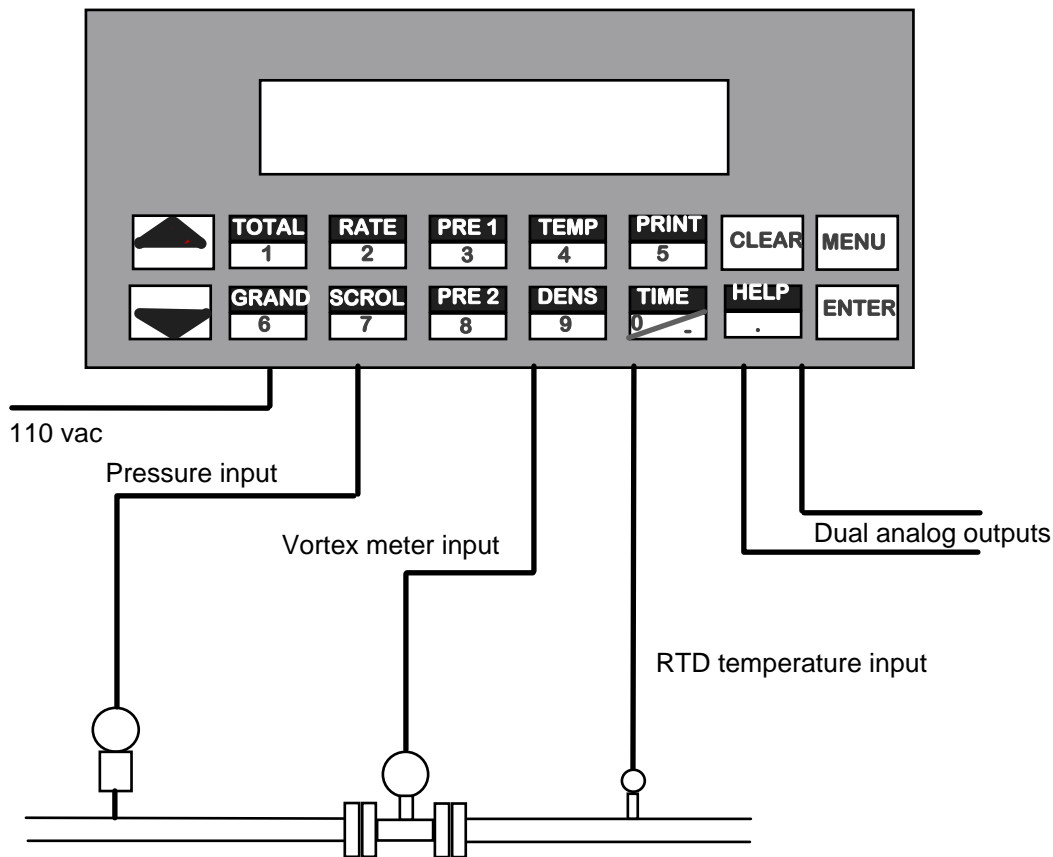 TOTAL RATE PRE 1 TEMP PRINT CLEAR MENU
1 2 3 4 5
GRAND SCROL PRE 2 DENS TIME HELP ENTER
6 7 8 9 0 - .
110 vac
Pressure input
Vortex meter input
Dual analog outputs
RTD temperature input